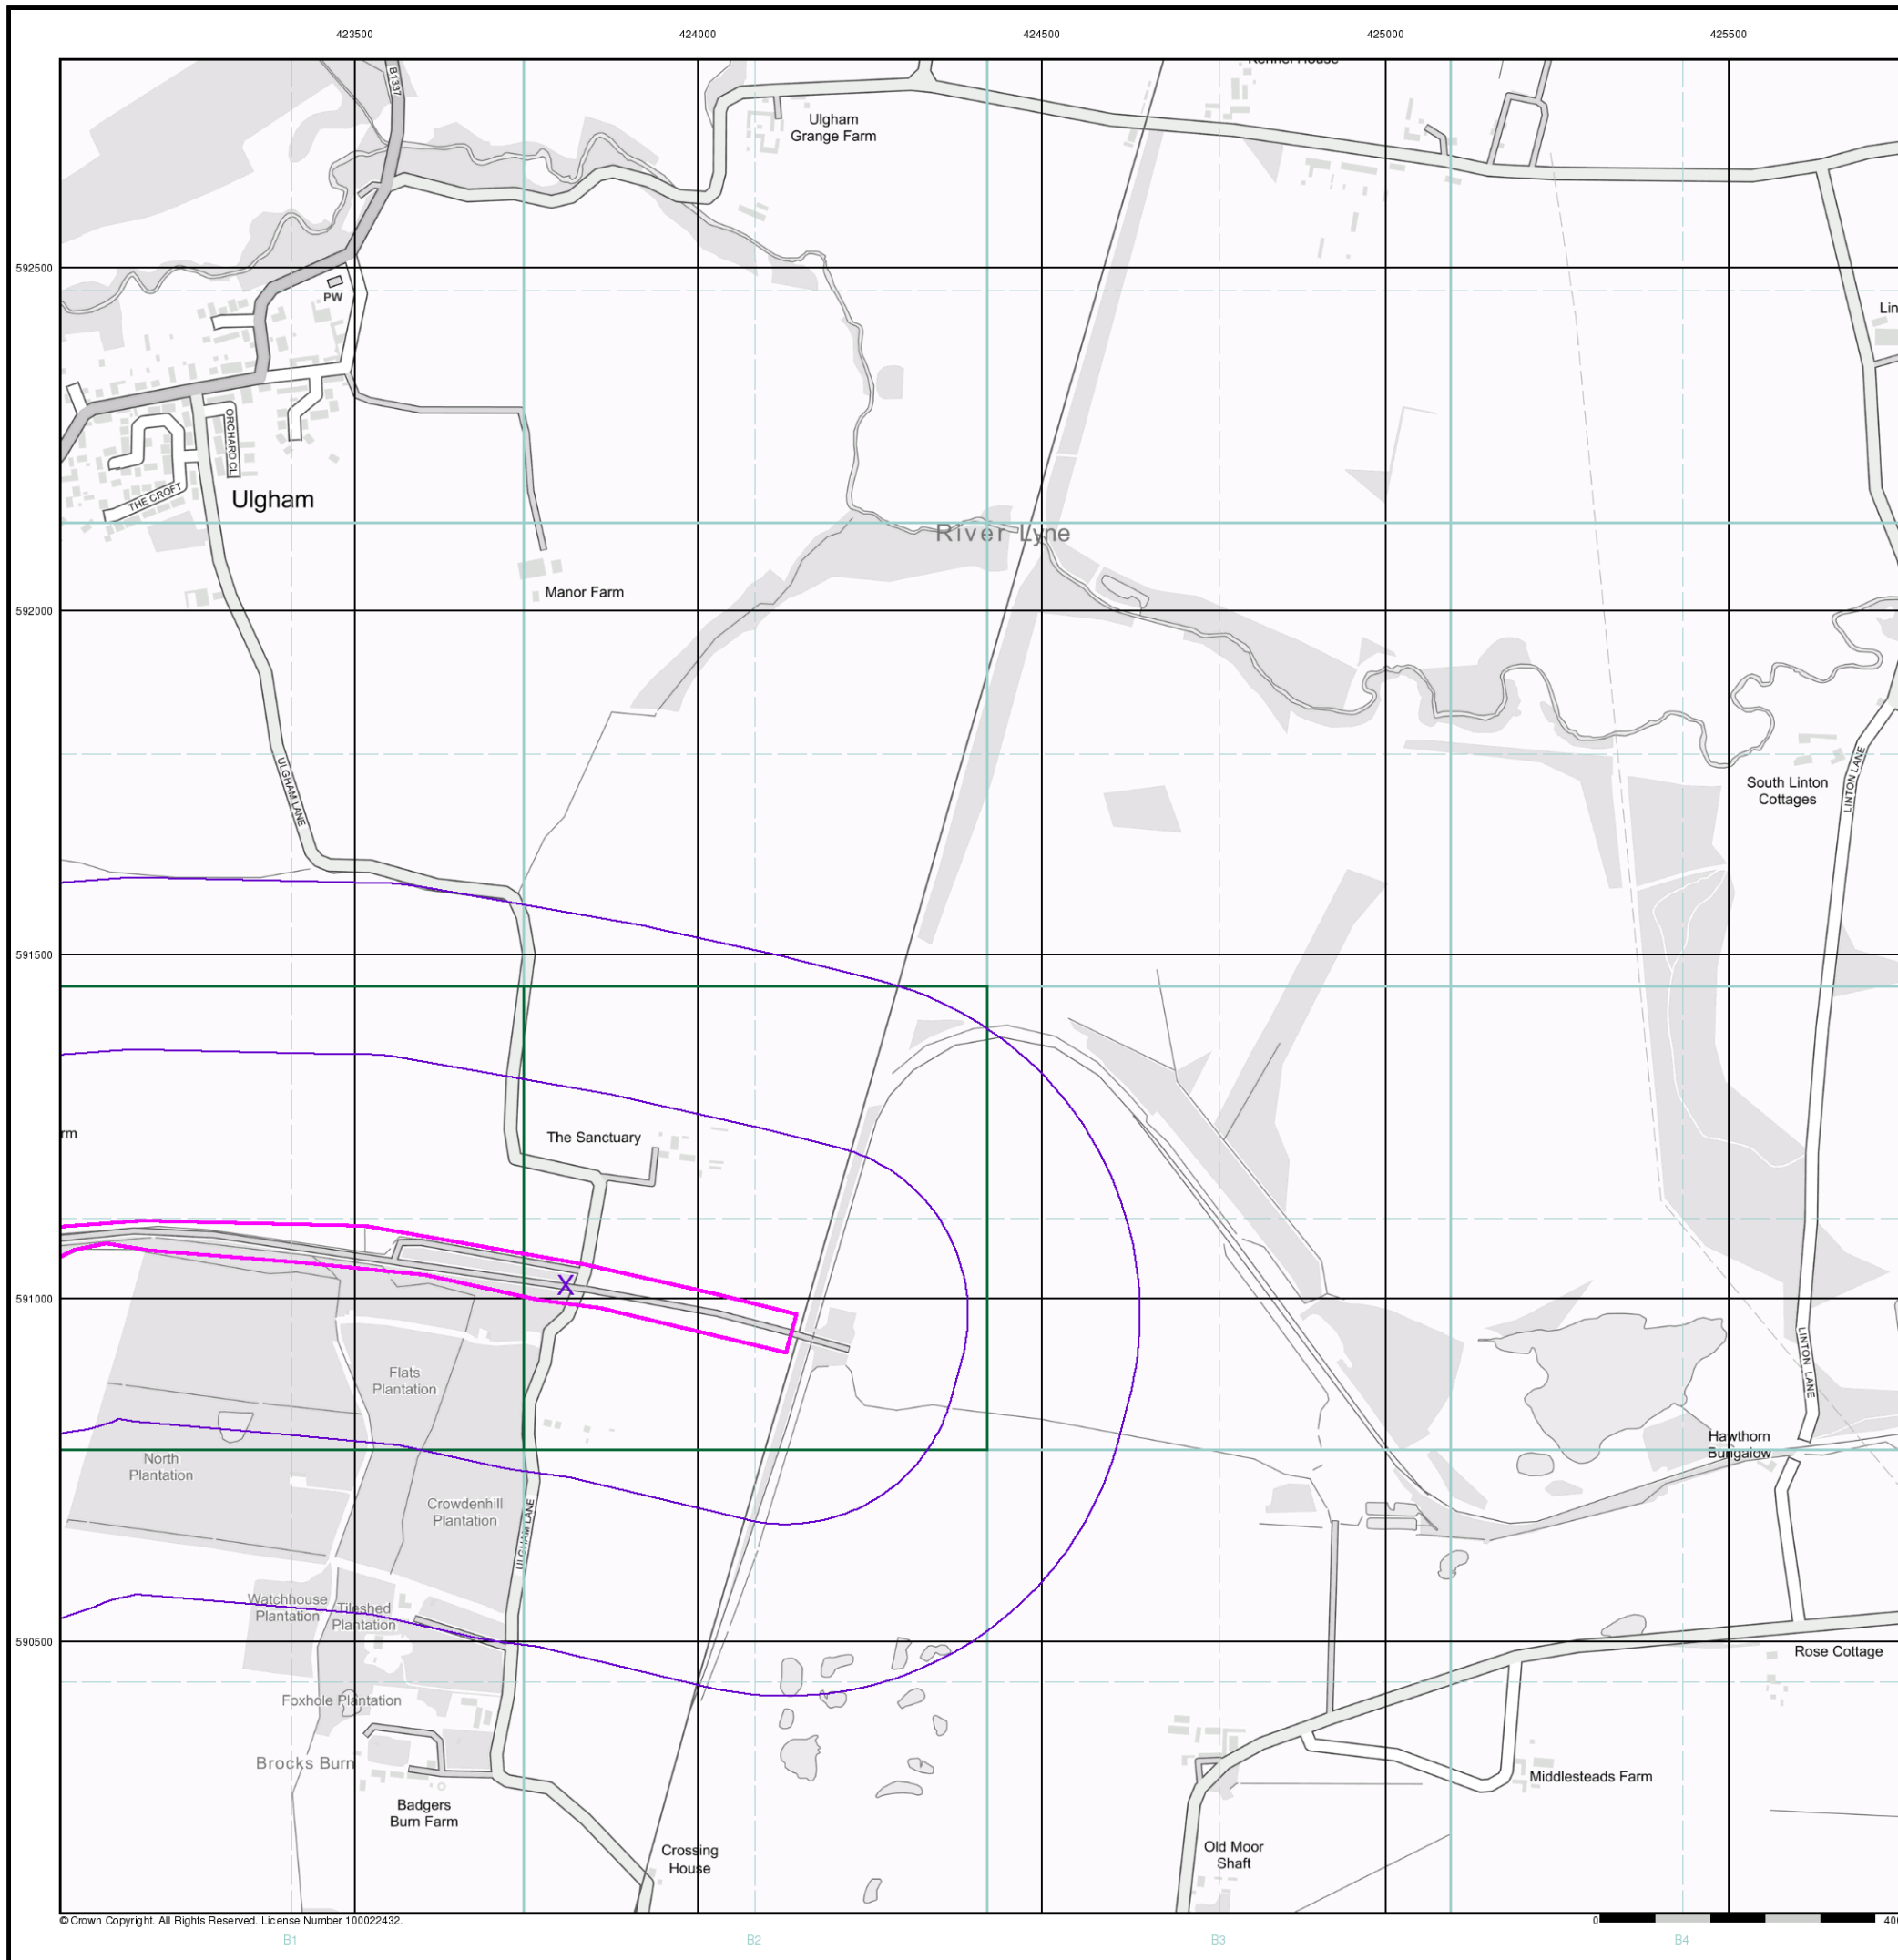 423500
424000
424500
425000
425500
B1337
Kennel House
Ulgham
Grange Farm
592500
PW
Lin
ORCHARD CL
THE CROFT
Ulgham
River Lyne
Manor Farm
592000
ULGHAM LANE
LINTON LANE
South Linton
Cottages
591500
rm
The Sanctuary
X
591000
LINTON LANE
Flats
Plantation
Hawthorn
Bungalow
North
Plantation
Crowdenhill
Plantation
ULGHAM LANE
Watchhouse
Plantation
Tileshed
Plantation
590500
Rose Cottage
Foxhole Plantation
Brocks Burn
Middlesteads Farm
Badgers
Burn Farm
Crossing
House
Old Moor
Shaft
© Crown Copyright. All Rights Reserved. License Number 100022432.
0
400
B1
B2
B3
B4